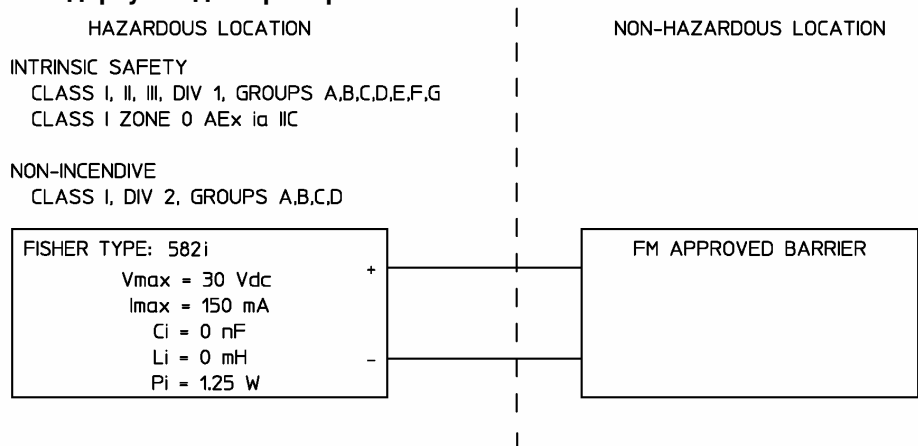 HAZARDOUS LOCATION
NON-HAZARDOUS LOCATION
INTRINSIC SAFETY
CLASS I, II, III, DIV 1, GROUPS A,B,C,D,E,F,G
CLASS I ZONE 0 AEx ia IIC
NON-INCENDIVE
CLASS I, DIV 2, GROUPS A,B,C,D
FISHER TYPE: 582i
Vmax = 30 Vdc
Imax = 150 mA
Ci = 0 nF
Li = 0 mH
Pi = 1.25 W
+
−
FM APPROVED BARRIER